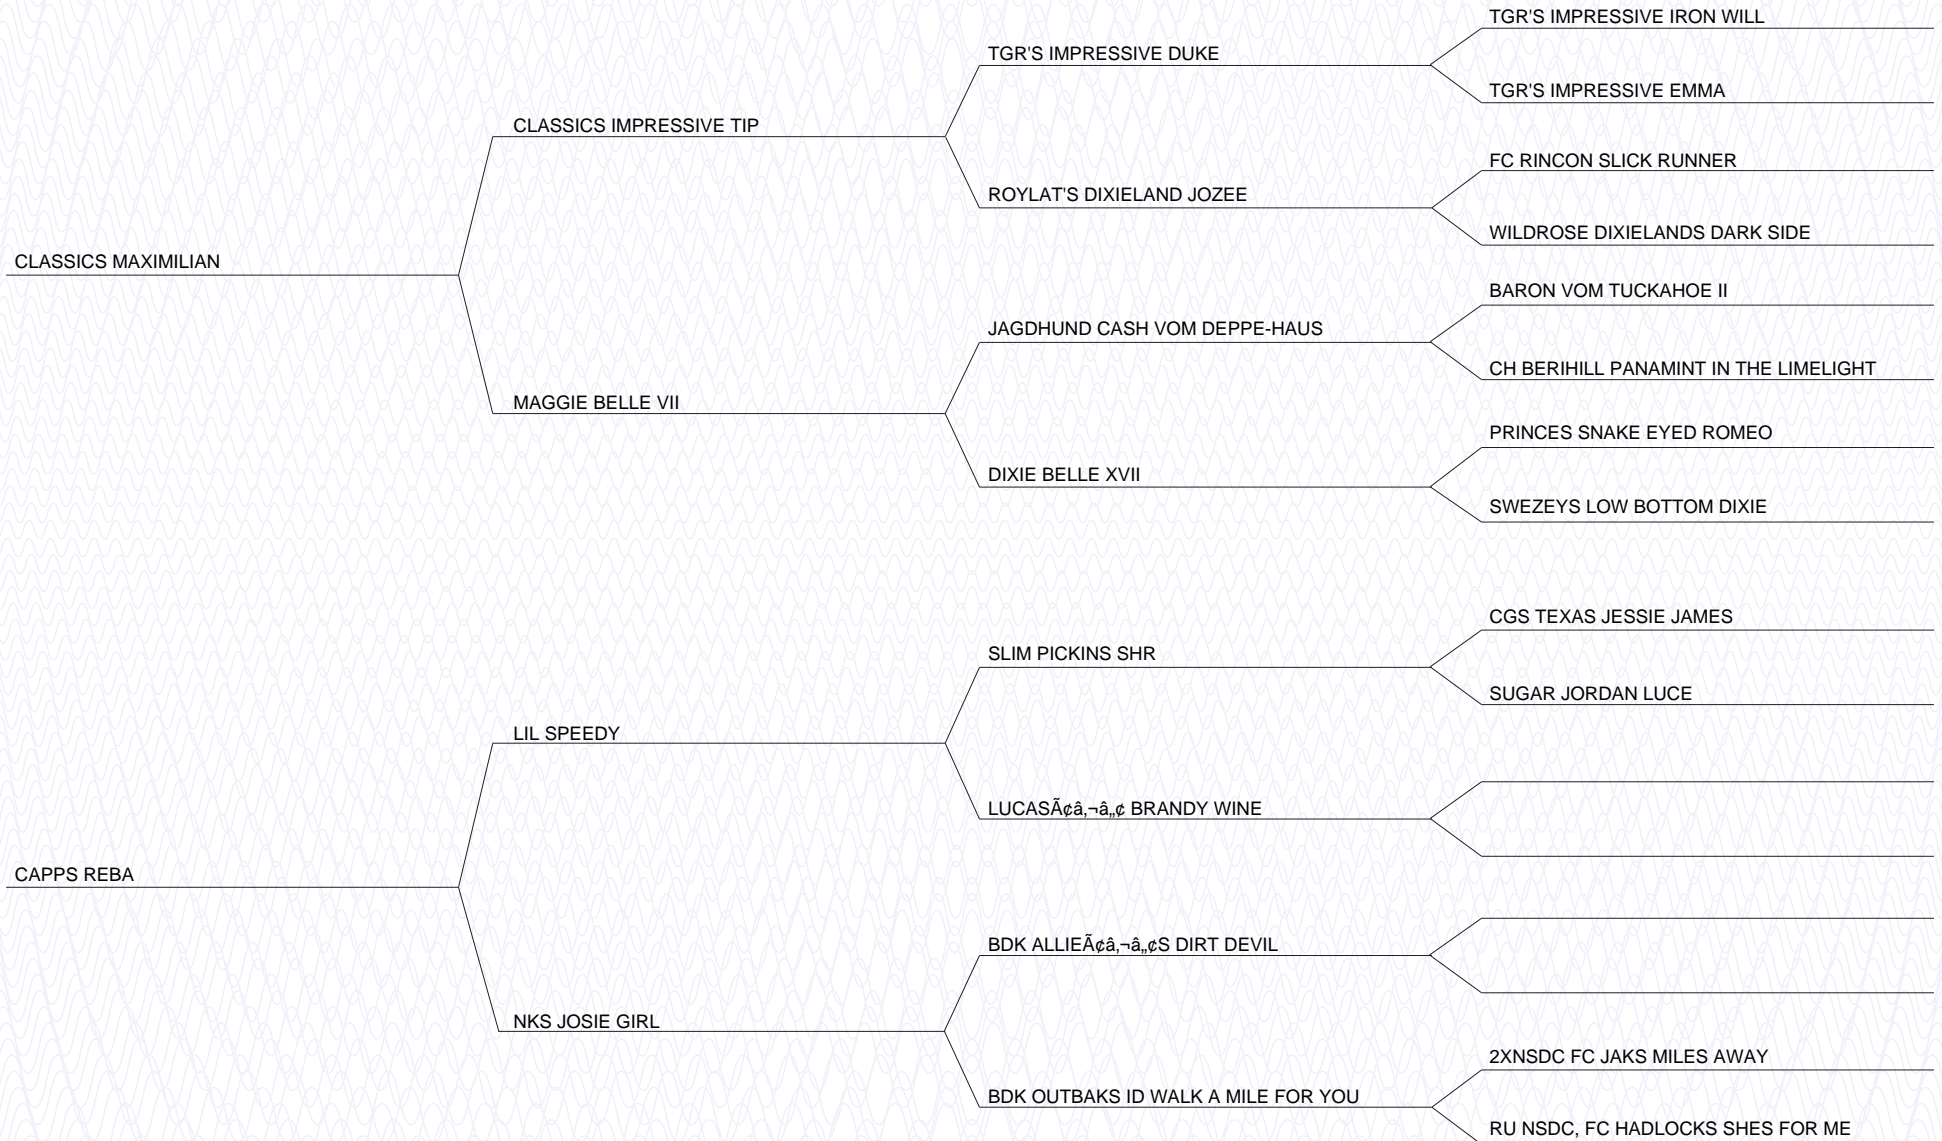 TGR'S IMPRESSIVE IRON WILL
TGR'S IMPRESSIVE DUKE
TGR'S IMPRESSIVE EMMA
CLASSICS IMPRESSIVE TIP
FC RINCON SLICK RUNNER
ROYLAT'S DIXIELAND JOZEE
WILDROSE DIXIELANDS DARK SIDE
CLASSICS MAXIMILIAN
BARON VOM TUCKAHOE II
JAGDHUND CASH VOM DEPPE-HAUS
CH BERIHILL PANAMINT IN THE LIMELIGHT
MAGGIE BELLE VII
PRINCES SNAKE EYED ROMEO
DIXIE BELLE XVII
SWEZEYS LOW BOTTOM DIXIE
CGS TEXAS JESSIE JAMES
SLIM PICKINS SHR
SUGAR JORDAN LUCE
LIL SPEEDY
LUCASÃ¢â‚¬â„¢ BRANDY WINE
CAPPS REBA
BDK ALLIEÃ¢â‚¬â„¢S DIRT DEVIL
NKS JOSIE GIRL
2XNSDC FC JAKS MILES AWAY
BDK OUTBAKS ID WALK A MILE FOR YOU
RU NSDC, FC HADLOCKS SHES FOR ME